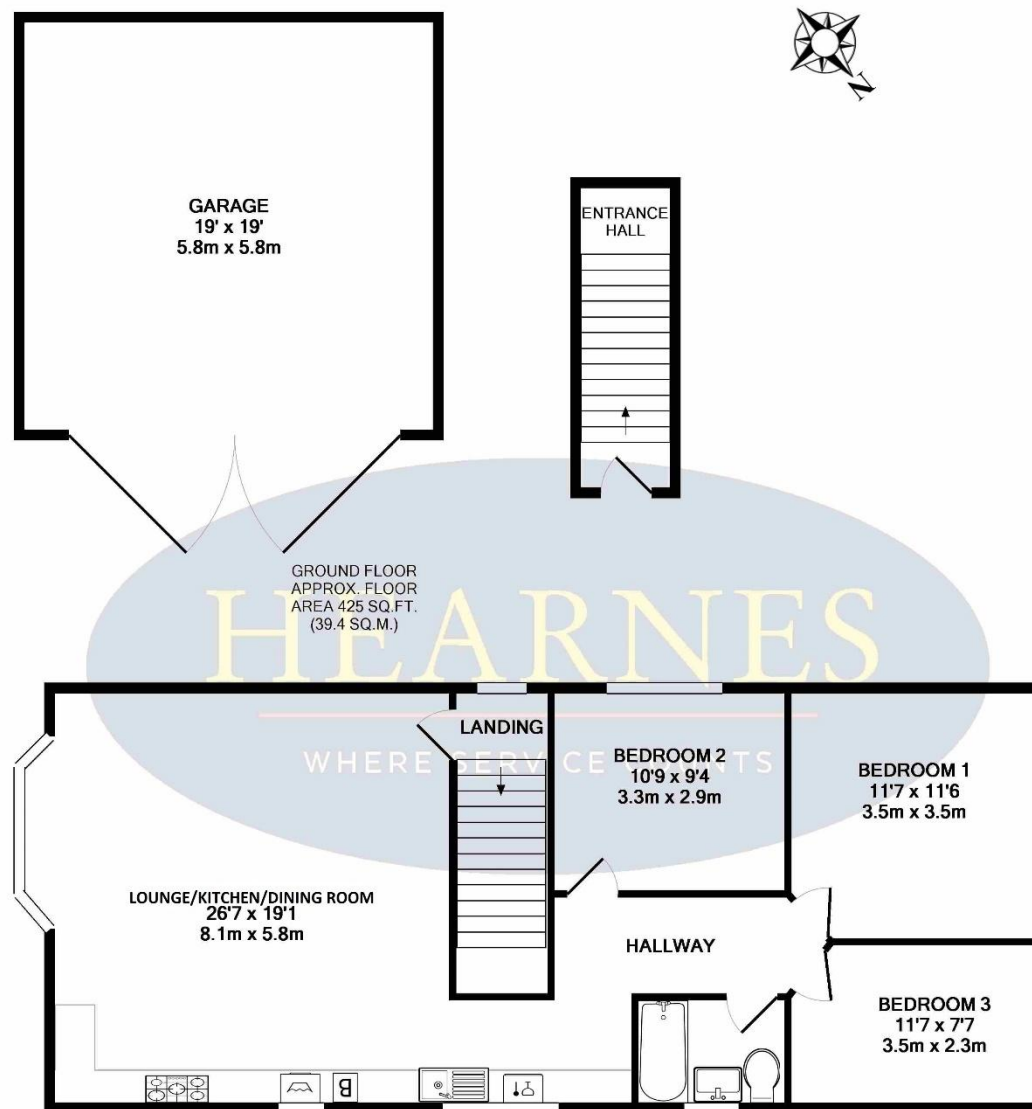 N
GARAGE
19' x 19'
5.8m x 5.8m
ENTRANCE
HALL
GROUND FLOOR
APPROX. FLOOR
AREA 425 SQ.FT.
(39.4 SQ.M.)
HEARNES
WHERE SERVICE COUNTS
LANDING
BEDROOM 2
10'9 x 9'4
3.3m x 2.9m
BEDROOM 1
11'7 x 11'6
3.5m x 3.5m
LOUNGE/KITCHEN/DINING ROOM
26'7 x 19'1
8.1m x 5.8m
HALLWAY
BEDROOM 3
11'7 x 7'7
3.5m x 2.3m
B